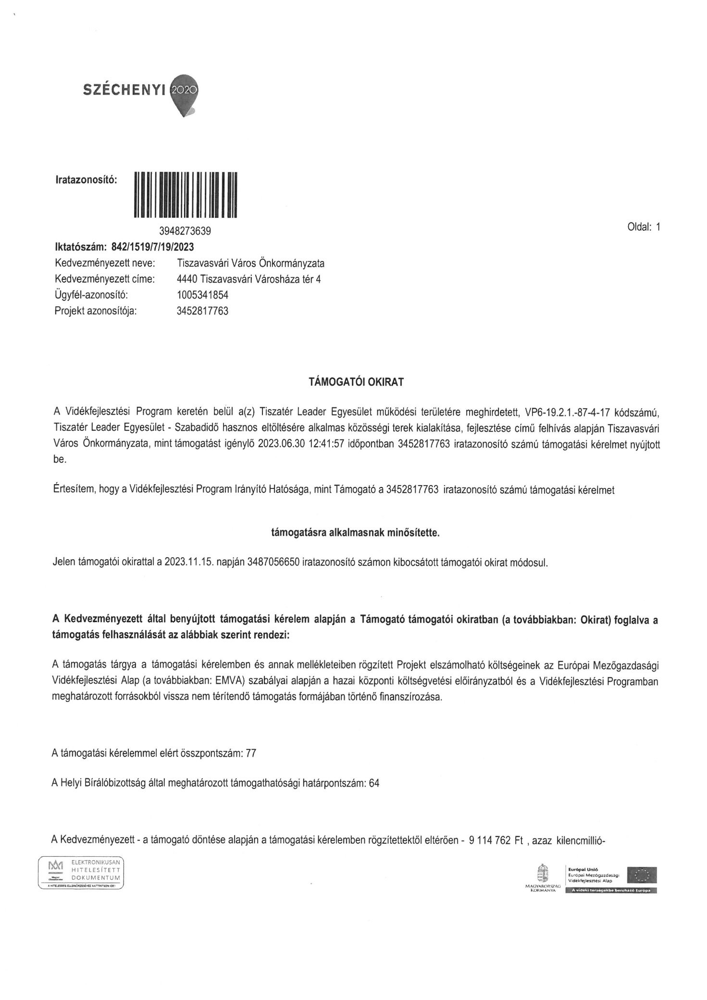 SZÉCHENYI 2020
Iratazonosító:
3948273639
Oldal: 1
Iktatószám: 842/1519/7/19/2023
Kedvezményezett neve: Tiszavasvári Város Önkormányzata
Kedvezményezett címe: 4440 Tiszavasvári Városháza tér 4
Ügyfél-azonosító: 1005341854
Projekt azonosítója: 3452817763
TÁMOGATÓI OKIRAT
A Vidékfejlesztési Program keretén belül a(z) Tiszatér Leader Egyesület működési területére meghirdetett, VP6-19.2.1.-87-4-17 kódszámú,
Tiszatér Leader Egyesület - Szabadidő hasznos eltöltésére alkalmas közösségi terek kialakítása, fejlesztése című felhívás alapján Tiszavasvári
Város Önkormányzata, mint támogatást igénylő 2023.06.30 12:41:57 időpontban 3452817763 iratazonosító számú támogatási kérelmet nyújtott
be.
Értesítem, hogy a Vidékfejlesztési Program Irányító Hatósága, mint Támogató a 3452817763 iratazonosító számú támogatási kérelmet
támogatásra alkalmasnak minősítette.
Jelen támogatói okirattal a 2023.11.15. napján 3487056650 iratazonosító számon kibocsátott támogatói okirat módosul.
A Kedvezményezett által benyújtott támogatási kérelem alapján a Támogató támogatói okiratban (a továbbiakban: Okirat) foglalva a
támogatás felhasználását az alábbiak szerint rendezi:
A támogatás tárgya a támogatási kérelemben és annak mellékleteiben rögzített Projekt elszámolható költségeinek az Európai Mezőgazdasági
Vidékfejlesztési Alap (a továbbiakban: EMVA) szabályai alapján a hazai központi költségvetési előirányzatból és a Vidékfejlesztési Programban
meghatározott forrásokból vissza nem térítendő támogatás formájában történő finanszírozása.
A támogatási kérelemmel elért összpontszám: 77
A Helyi Bírálóbizottság által meghatározott támogathatósági határpontszám: 64
A Kedvezményezett - a támogató döntése alapján a támogatási kérelemben rögzítettektől eltérően - 9 114 762 Ft , azaz kilencmillió-
ELEKTRONIKUSAN
HITELESÍTETT
DOKUMENTUM
A HITELESSÉG ELLENŐRZÉSÉHEZ KATTINTSON IDE!
MAGYARORSZÁG
KORMÁNYA
Európai Unió
Európai Mezőgazdasági
Vidékfejlesztési Alap
A vidéki térségekbe beruházó Európa